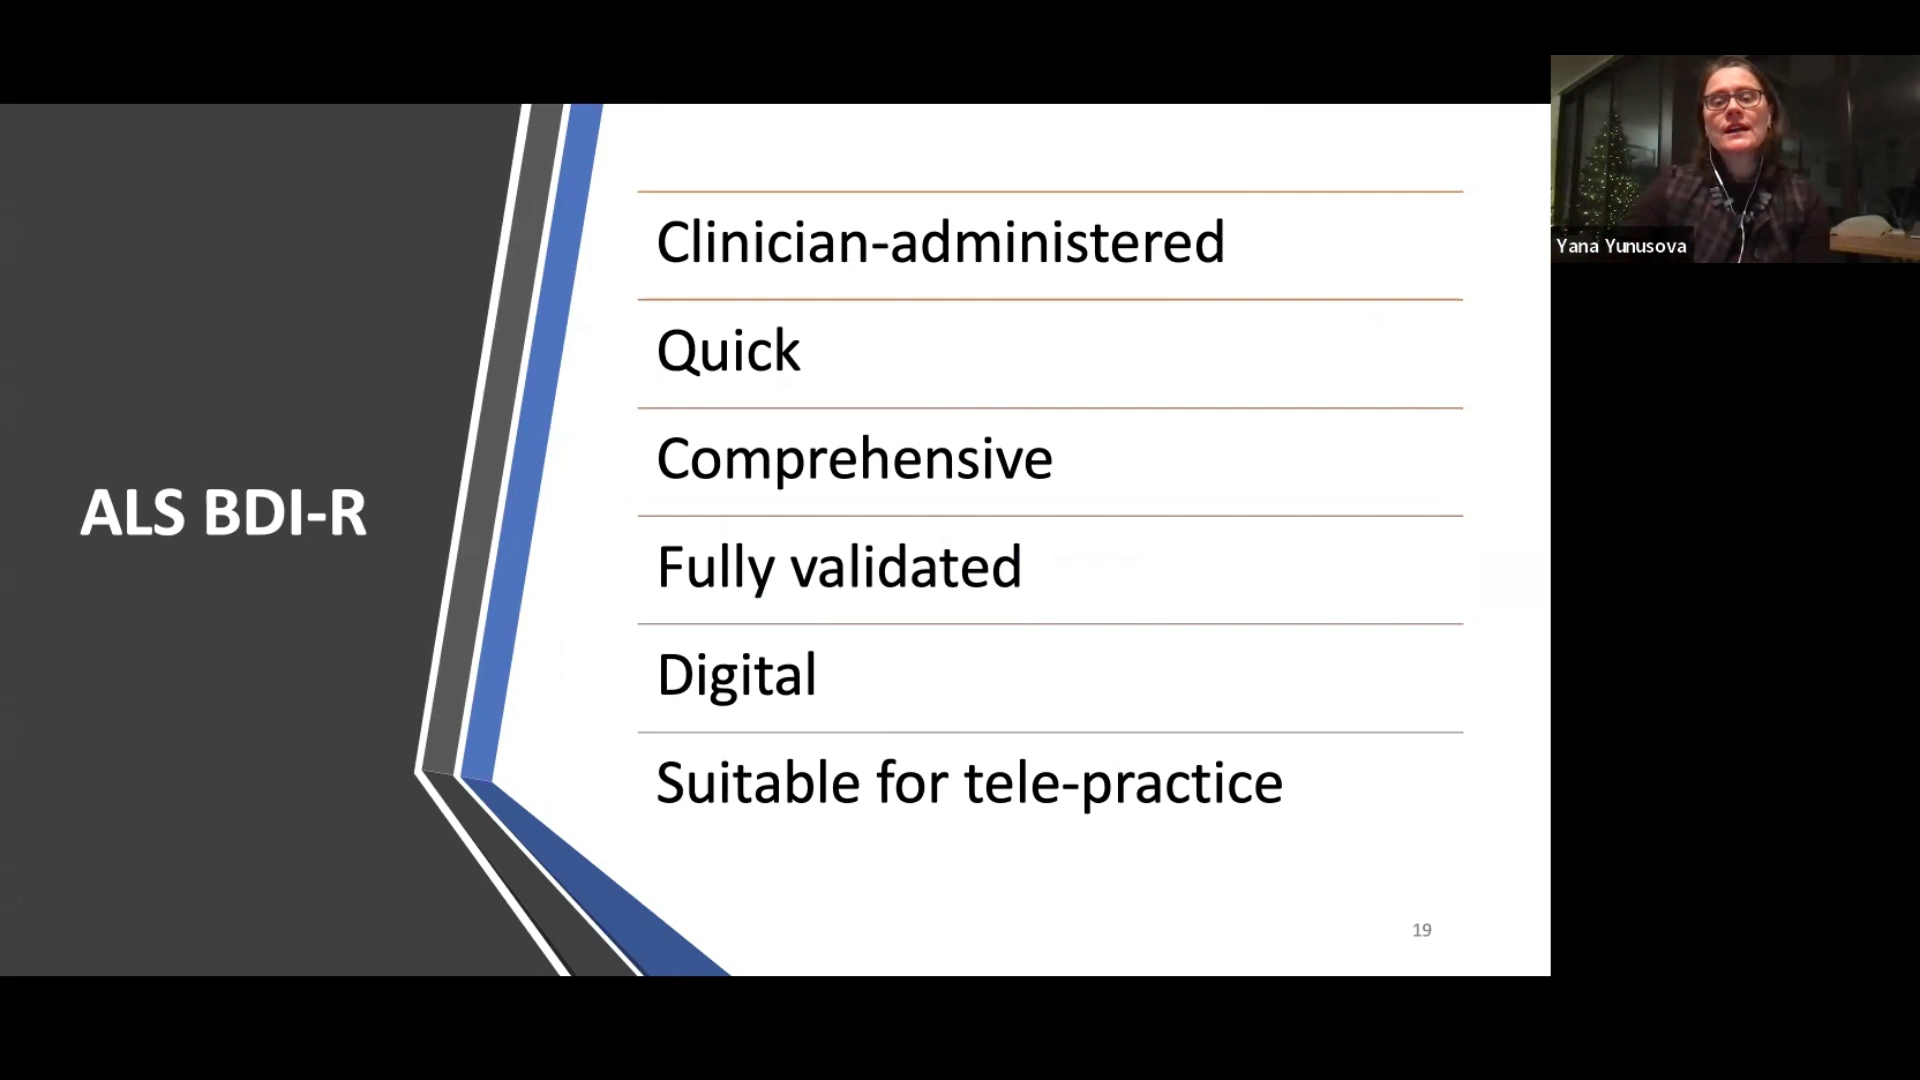 ALS BDI-R
Clinician-administered
Quick
Comprehensive
Fully validated
Digital
Suitable for tele-practice
19
Yana Yunusova